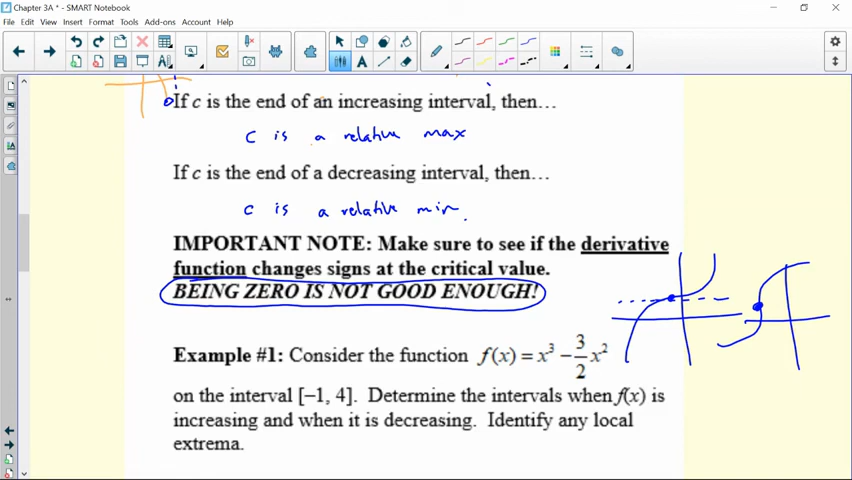 Chapter 3A * - SMART Notebook
File Edit View Insert Format Tools Add-ons Account Help
If c is the end of an increasing interval, then…
c is a relative max
If c is the end of a decreasing interval, then…
c is a relative min.
IMPORTANT NOTE: Make sure to see if the derivative
function changes signs at the critical value.
BEING ZERO IS NOT GOOD ENOUGH!
Example #1: Consider the function f(x) = x³ − 3/2 x²
on the interval [−1, 4]. Determine the intervals when f(x) is
increasing and when it is decreasing. Identify any local
extrema.